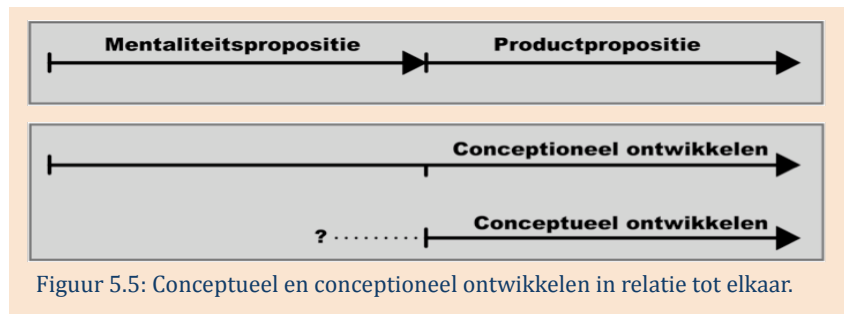 Mentaliteitspropositie Productpropositie
Conceptioneel ontwikkelen
? ......... Conceptueel ontwikkelen
Figuur 5.5: Conceptueel en conceptioneel ontwikkelen in relatie tot elkaar.